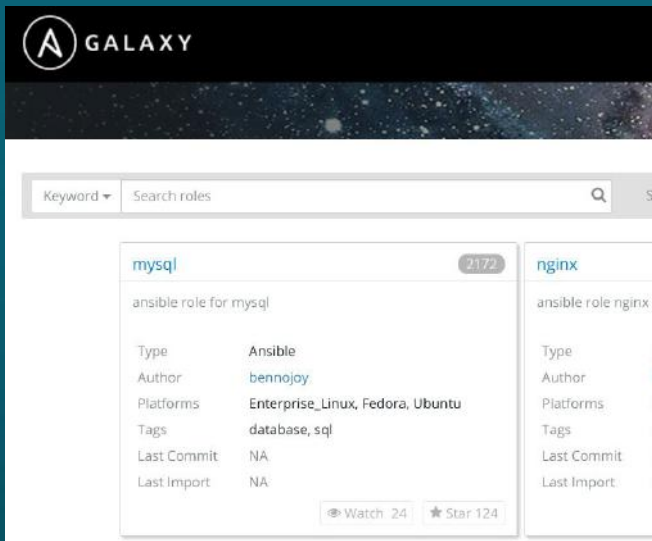 A GALAXY
Keyword Search roles S
mysql 2172
ansible role for mysql
Type Ansible
Author bennojoy
Platforms Enterprise_Linux, Fedora, Ubuntu
Tags database, sql
Last Commit NA
Last Import NA
Watch 24 Star 124
nginx
ansible role nginx
Type
Author
Platforms
Tags
Last Commit
Last Import